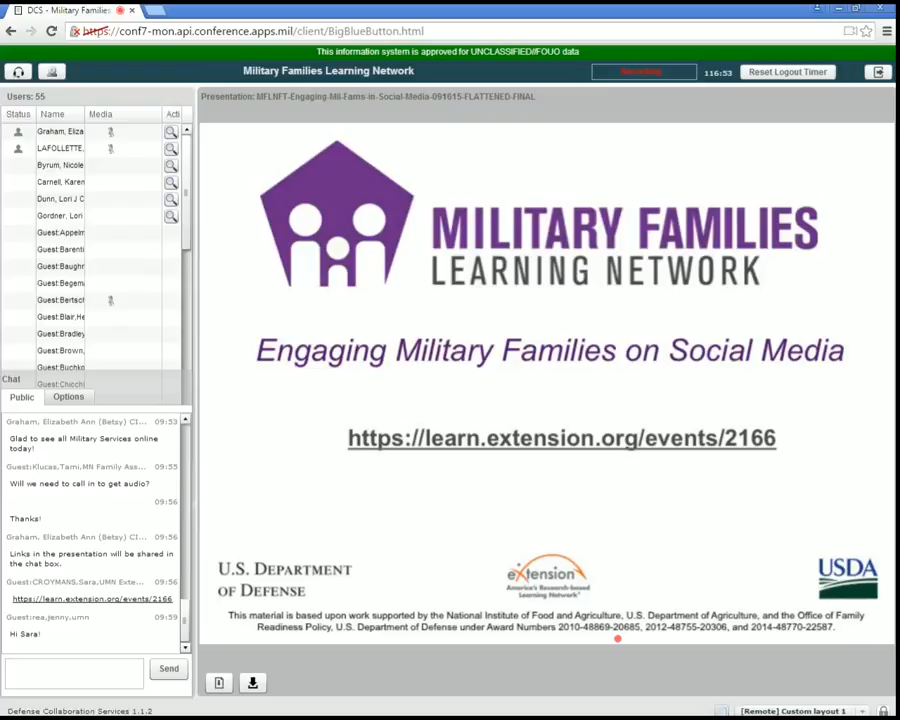 DCS - Military Families
https://conf7-mon.api.conference.apps.mil/client/BigBlueButton.html
This information system is approved for UNCLASSIFIED//FOUO data
Military Families Learning Network
Recording
116:53
Reset Logout Timer
Users: 55
Presentation: MFLNFT-Engaging-Mil-Fams-in-Social-Media-091615-FLATTENED-FINAL
Status Name Media Acti
Graham, Eliza
LAFOLLETTE,
Byrum, Nicole
Carnell, Karen
Dunn, Lori J C
Gordner, Lori
Guest:Appelm
Guest:Barenti
Guest:Baughr
Guest:Begem
Guest:Bertsch
Guest:Blair,He
Guest:Bradley
Guest:Brown,
Guest:Buchko
Guest:Chicchi
Chat
Public Options
Graham, Elizabeth Ann (Betsy) CI... 09:53
Glad to see all Military Services online
today!
Guest:Klucas,Tami,MN Family Ass... 09:55
Will we need to call in to get audio?
09:56
Thanks!
Graham, Elizabeth Ann (Betsy) CI... 09:56
Links in the presentation will be shared in
the chat box.
Guest:CROYMANS,Sara,UMN Exte... 09:56
https://learn.extension.org/events/2166
Guest:rea,jenny,umn 09:59
Hi Sara!
Send
Defense Collaboration Services 1.1.2
MILITARY FAMILIES
LEARNING NETWORK
Engaging Military Families on Social Media
https://learn.extension.org/events/2166
U.S. DEPARTMENT
OF DEFENSE
eXtension
America's Research-based
Learning Network
USDA
This material is based upon work supported by the National Institute of Food and Agriculture, U.S. Department of Agriculture, and the Office of Family
Readiness Policy, U.S. Department of Defense under Award Numbers 2010-48869-20685, 2012-48755-20306, and 2014-48770-22587.
[Remote] Custom layout 1